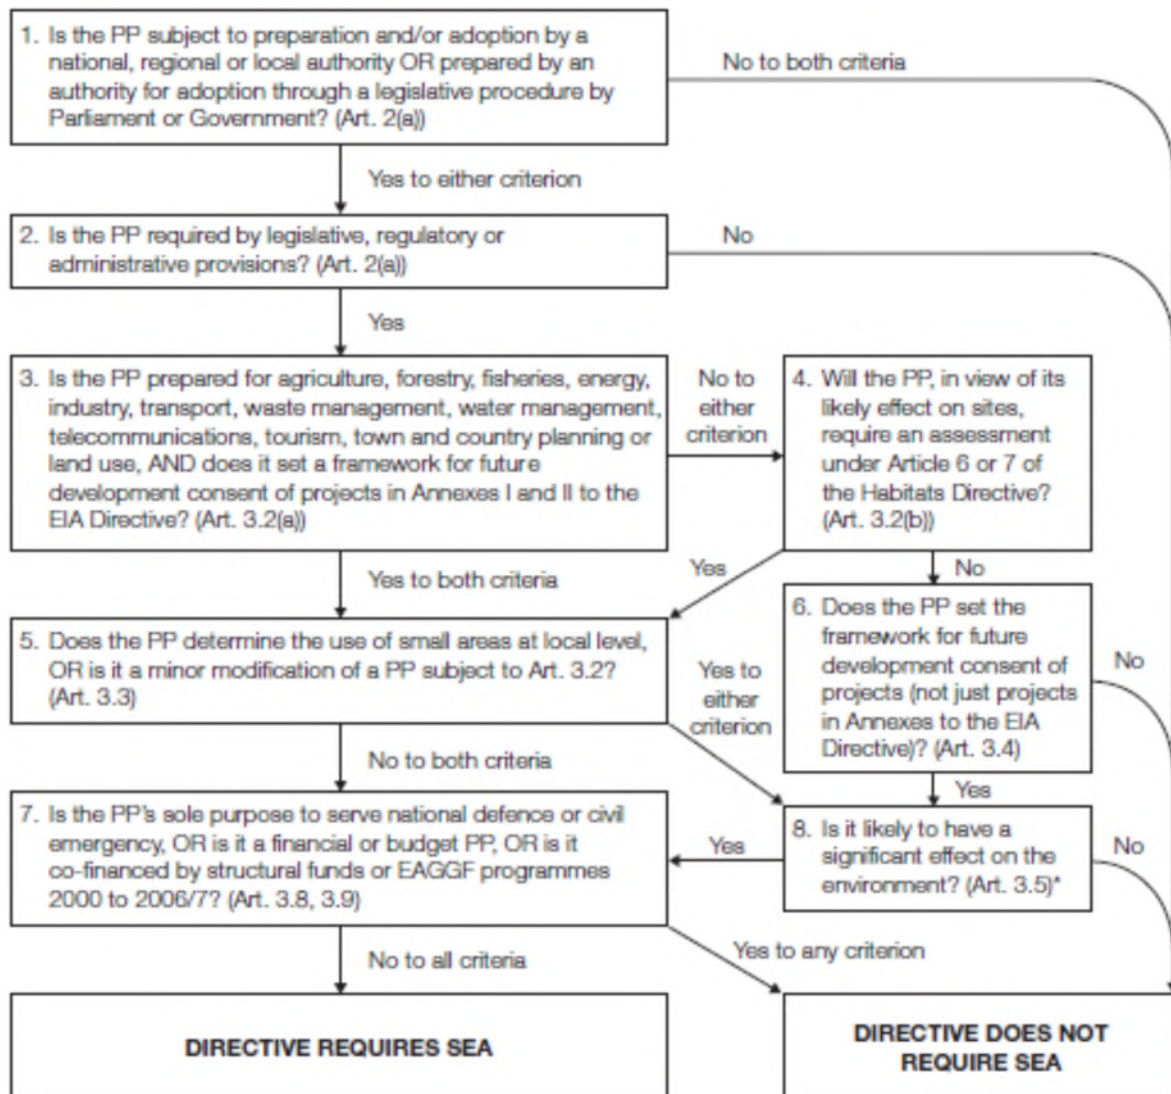 1. Is the PP subject to preparation and/or adoption by a
national, regional or local authority OR prepared by an
authority for adoption through a legislative procedure by
Parliament or Government? (Art. 2(a))
No to both criteria
Yes to either criterion
2. Is the PP required by legislative, regulatory or
administrative provisions? (Art. 2(a))
No
Yes
3. Is the PP prepared for agriculture, forestry, fisheries, energy,
industry, transport, waste management, water management,
telecommunications, tourism, town and country planning or
land use, AND does it set a framework for future
development consent of projects in Annexes I and II to the
EIA Directive? (Art. 3.2(a))
No to
either
criterion
4. Will the PP, in view of its
likely effect on sites,
require an assessment
under Article 6 or 7 of
the Habitats Directive?
(Art. 3.2(b))
Yes to both criteria
Yes
No
5. Does the PP determine the use of small areas at local level,
OR is it a minor modification of a PP subject to Art. 3.2?
(Art. 3.3)
Yes to
either
criterion
6. Does the PP set the
framework for future
development consent of
projects (not just projects
in Annexes to the EIA
Directive)? (Art. 3.4)
No
No to both criteria
Yes
7. Is the PP's sole purpose to serve national defence or civil
emergency, OR is it a financial or budget PP, OR is it
co-financed by structural funds or EAGGF programmes
2000 to 2006/7? (Art. 3.8, 3.9)
Yes
8. Is it likely to have a
significant effect on the
environment? (Art. 3.5)*
No
No to all criteria
Yes to any criterion
DIRECTIVE REQUIRES SEA
DIRECTIVE DOES NOT
REQUIRE SEA